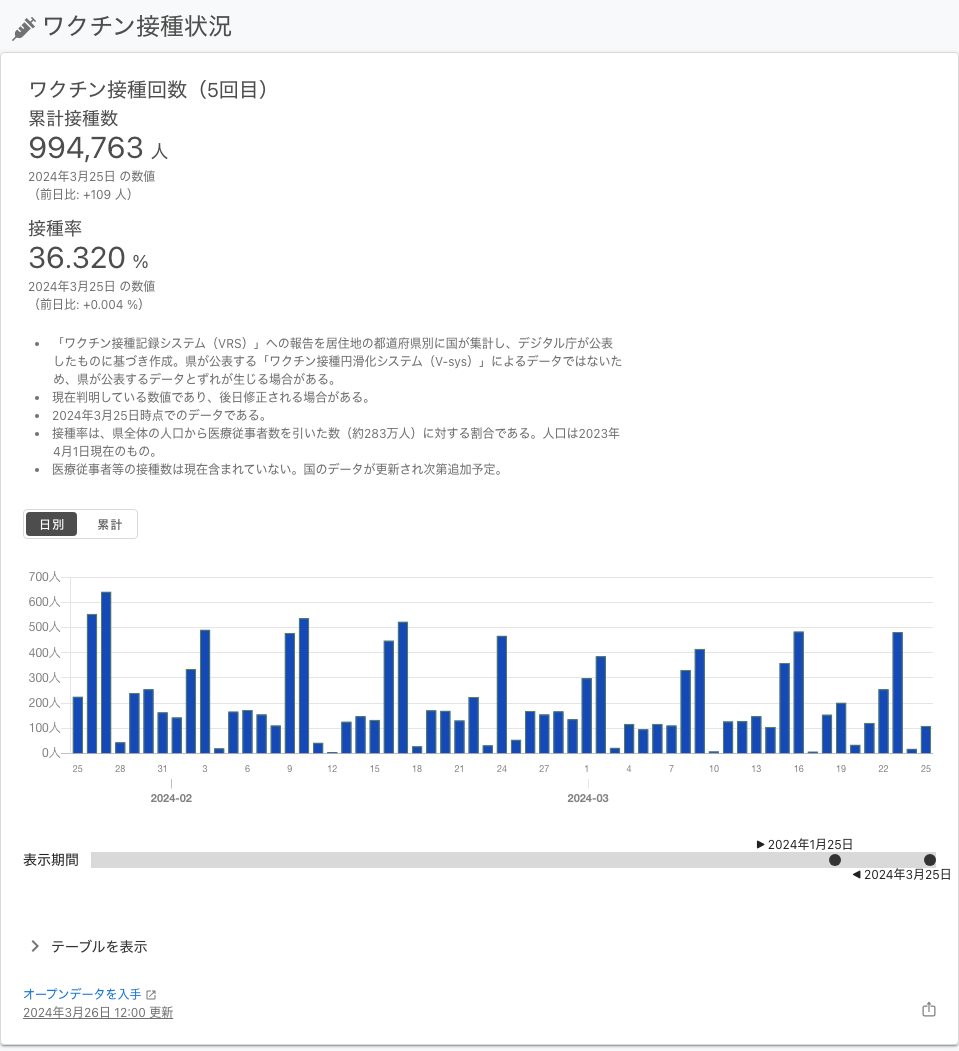 ワクチン接種状況
ワクチン接種回数（5回目）
累計接種数
994,763 人
2024年3月25日 の数値
（前日比: +109 人）
接種率
36.320 %
2024年3月25日 の数値
（前日比: +0.004 %）
「ワクチン接種記録システム（VRS）」への報告を居住地の都道府県別に国が集計し、デジタル庁が公表
したものに基づき作成。県が公表する「ワクチン接種円滑化システム（V-sys）」によるデータではないた
め、県が公表するデータとずれが生じる場合がある。
現在判明している数値であり、後日修正される場合がある。
2024年3月25日時点でのデータである。
接種率は、県全体の人口から医療従事者数を引いた数（約283万人）に対する割合である。人口は2023年
4月1日現在のもの。
医療従事者等の接種数は現在含まれていない。国のデータが更新され次第追加予定。
日別 累計
700人
600人
500人
400人
300人
200人
100人
0人
25 28 31 3 6 9 12 15 18 21 24 27 1 4 7 10 13 16 19 22 25
2024-02 2024-03
▶ 2024年1月25日
表示期間
◀ 2024年3月25日
テーブルを表示
オープンデータを入手
2024年3月26日 12:00 更新